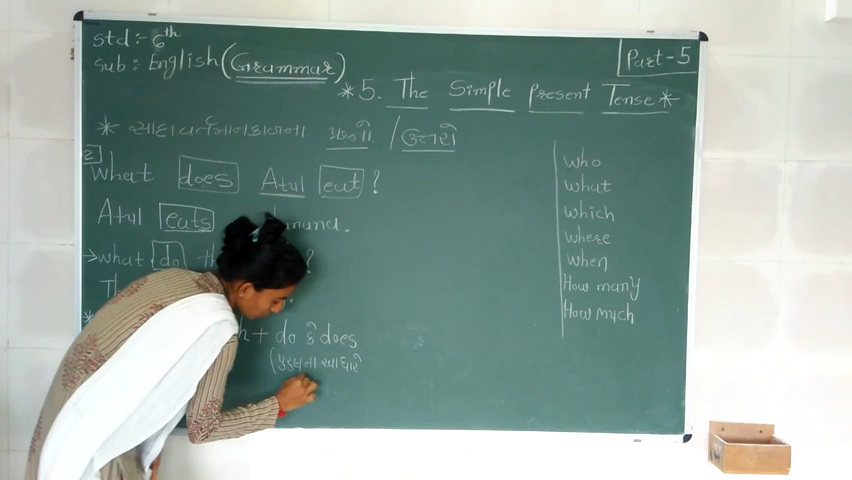 std:- 6th
sub: English (Grammar)
Part-5
*5. The Simple present Tense*
* સાદા વર્તમાનકાળના પ્રશ્નો / ઉત્તરો
2
What does Atul eat?
Atul eats
→what do ?
+ do કે does
(પુરુષના આધારે
who
what
which
where
when
How many
How much